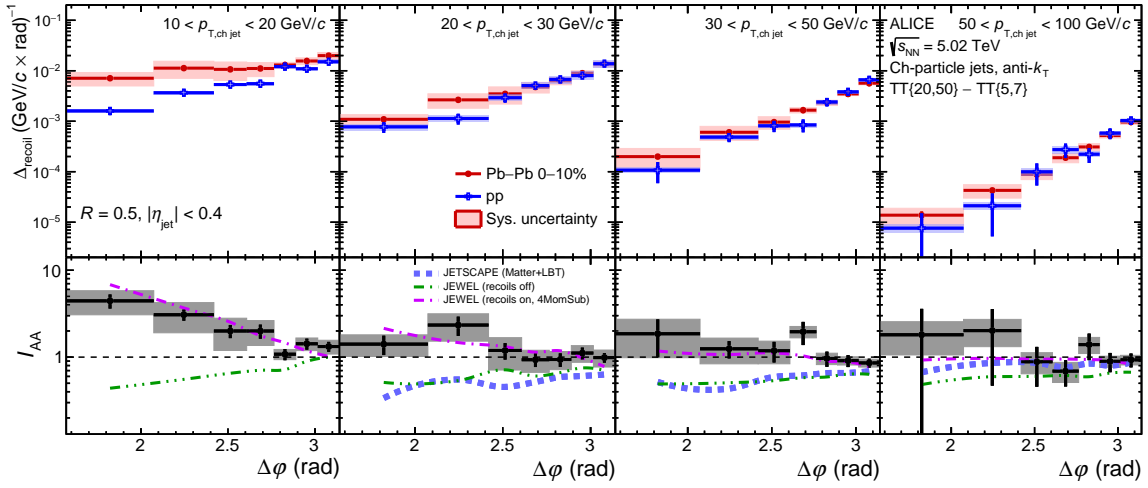 10 < p_T,ch jet < 20 GeV/c
20 < p_T,ch jet < 30 GeV/c
30 < p_T,ch jet < 50 GeV/c
50 < p_T,ch jet < 100 GeV/c
ALICE
√s_NN = 5.02 TeV
Ch-particle jets, anti-k_T
TT{20,50} − TT{5,7}
10⁻¹
10⁻²
10⁻³
10⁻⁴
10⁻⁵
Δ_recoil (GeV/c × rad)⁻¹
R = 0.5, |η_jet| < 0.4
Pb–Pb 0–10%
pp
Sys. uncertainty
10
1
I_AA
JETSCAPE (Matter+LBT)
JEWEL (recoils off)
JEWEL (recoils on, 4MomSub)
2 2.5 3 2 2.5 3 2 2.5 3 2 2.5 3
Δφ (rad) Δφ (rad) Δφ (rad) Δφ (rad)